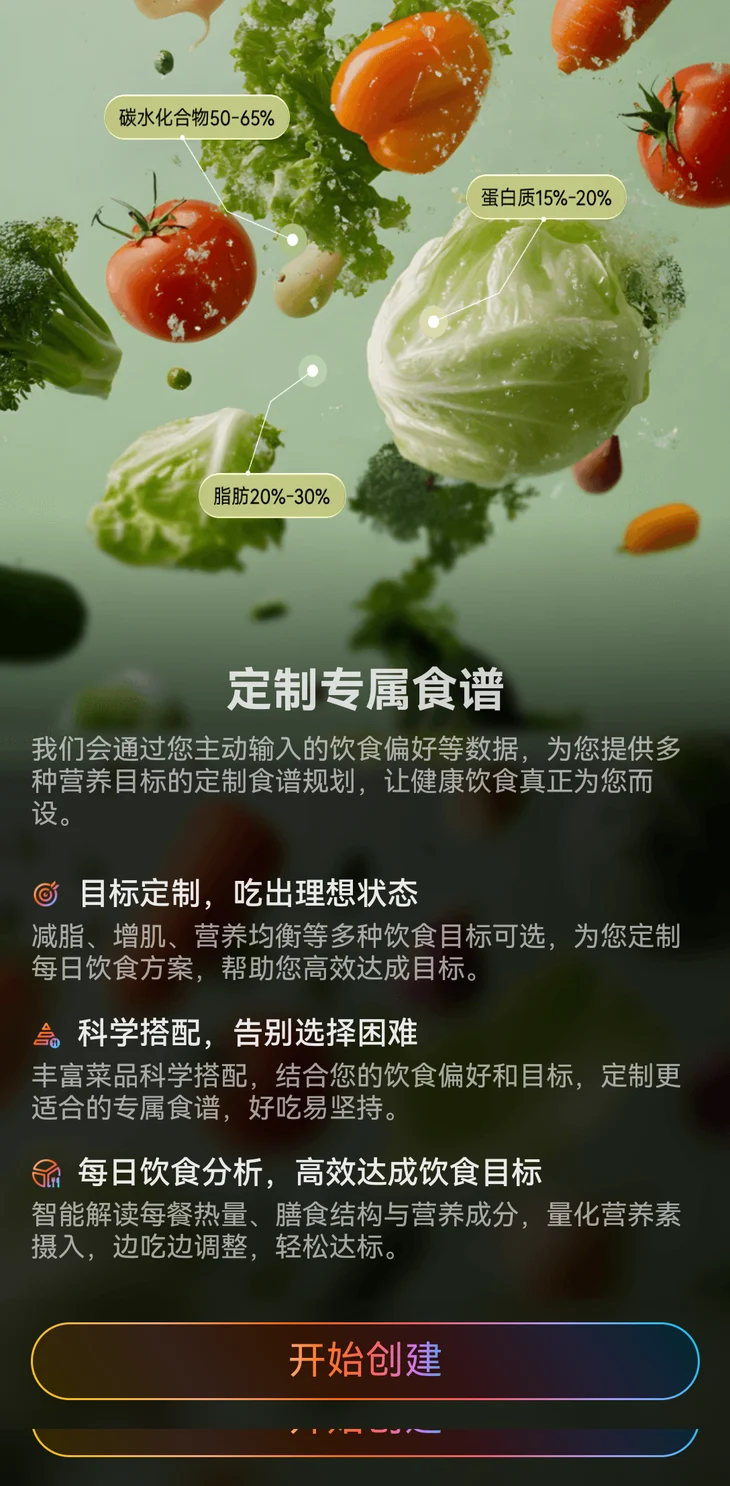 碳水化合物50-65%
蛋白质15%-20%
脂肪20%-30%
定制专属食谱
我们会通过您主动输入的饮食偏好等数据，为您提供多
种营养目标的定制食谱规划，让健康饮食真正为您而
设。
目标定制，吃出理想状态
减脂、增肌、营养均衡等多种饮食目标可选，为您定制
每日饮食方案，帮助您高效达成目标。
科学搭配，告别选择困难
丰富菜品科学搭配，结合您的饮食偏好和目标，定制更
适合的专属食谱，好吃易坚持。
每日饮食分析，高效达成饮食目标
智能解读每餐热量、膳食结构与营养成分，量化营养素
摄入，边吃边调整，轻松达标。
开始创建